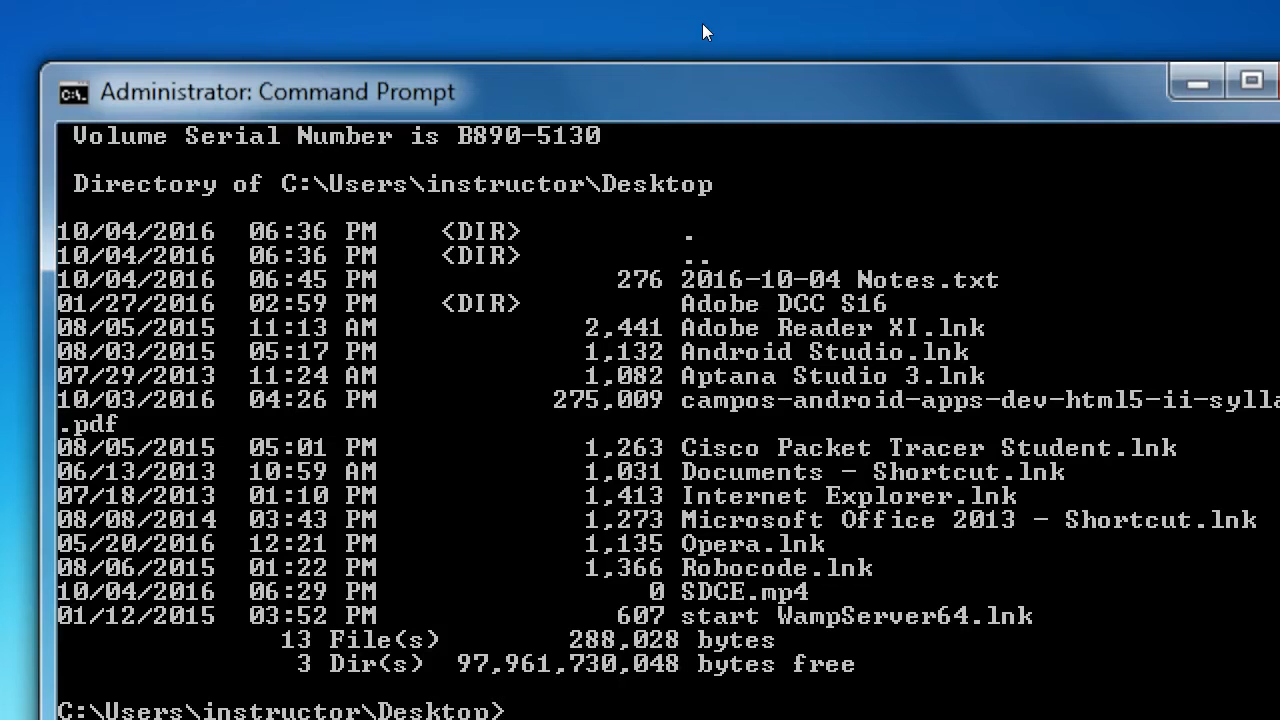 Administrator: Command Prompt
Volume Serial Number is B890-5130
Directory of C:\Users\instructor\Desktop
10/04/2016 06:36 PM <DIR> .
10/04/2016 06:36 PM <DIR> ..
10/04/2016 06:45 PM 276 2016-10-04 Notes.txt
01/27/2016 02:59 PM <DIR> Adobe DCC S16
08/05/2015 11:13 AM 2,441 Adobe Reader XI.lnk
08/03/2015 05:17 PM 1,132 Android Studio.lnk
07/29/2013 11:24 AM 1,082 Aptana Studio 3.lnk
10/03/2016 04:26 PM 275,009 campos-android-apps-dev-html5-ii-sylla
.pdf
08/05/2015 05:01 PM 1,263 Cisco Packet Tracer Student.lnk
06/13/2013 10:59 AM 1,031 Documents - Shortcut.lnk
07/18/2013 01:10 PM 1,413 Internet Explorer.lnk
08/08/2014 03:43 PM 1,273 Microsoft Office 2013 - Shortcut.lnk
05/20/2016 12:21 PM 1,135 Opera.lnk
08/06/2015 01:22 PM 1,366 Robocode.lnk
10/04/2016 06:29 PM 0 SDCE.mp4
01/12/2015 03:52 PM 607 start WampServer64.lnk
13 File(s) 288,028 bytes
3 Dir(s) 97,961,730,048 bytes free
C:\Users\instructor\Desktop>